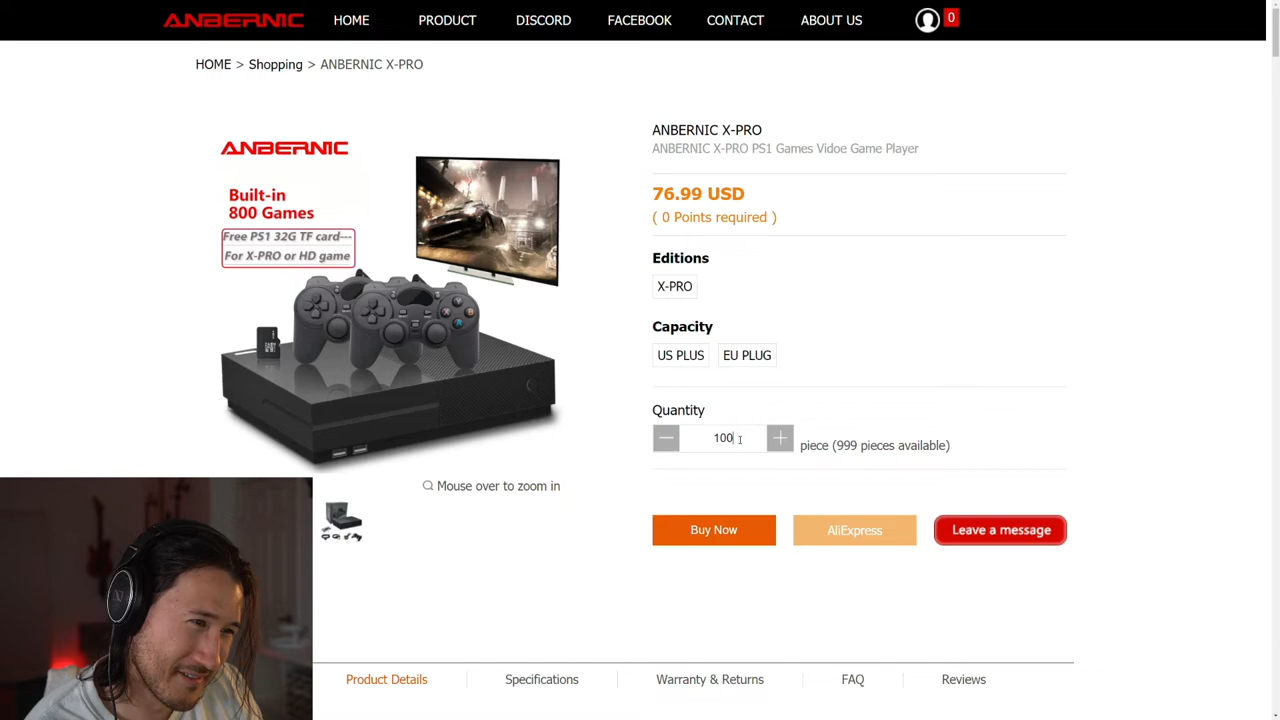 ANBERNIC HOME PRODUCT DISCORD FACEBOOK CONTACT ABOUT US 0
HOME > Shopping > ANBERNIC X-PRO
ANBERNIC
Built-in
800 Games
Free PS1 32G TF card---
For X-PRO or HD game
Mouse over to zoom in
ANBERNIC X-PRO
ANBERNIC X-PRO PS1 Games Vidoe Game Player
76.99 USD
( 0 Points required )
Editions
X-PRO
Capacity
US PLUS EU PLUG
Quantity
100 piece (999 pieces available)
Buy Now AliExpress Leave a message
Product Details Specifications Warranty & Returns FAQ Reviews